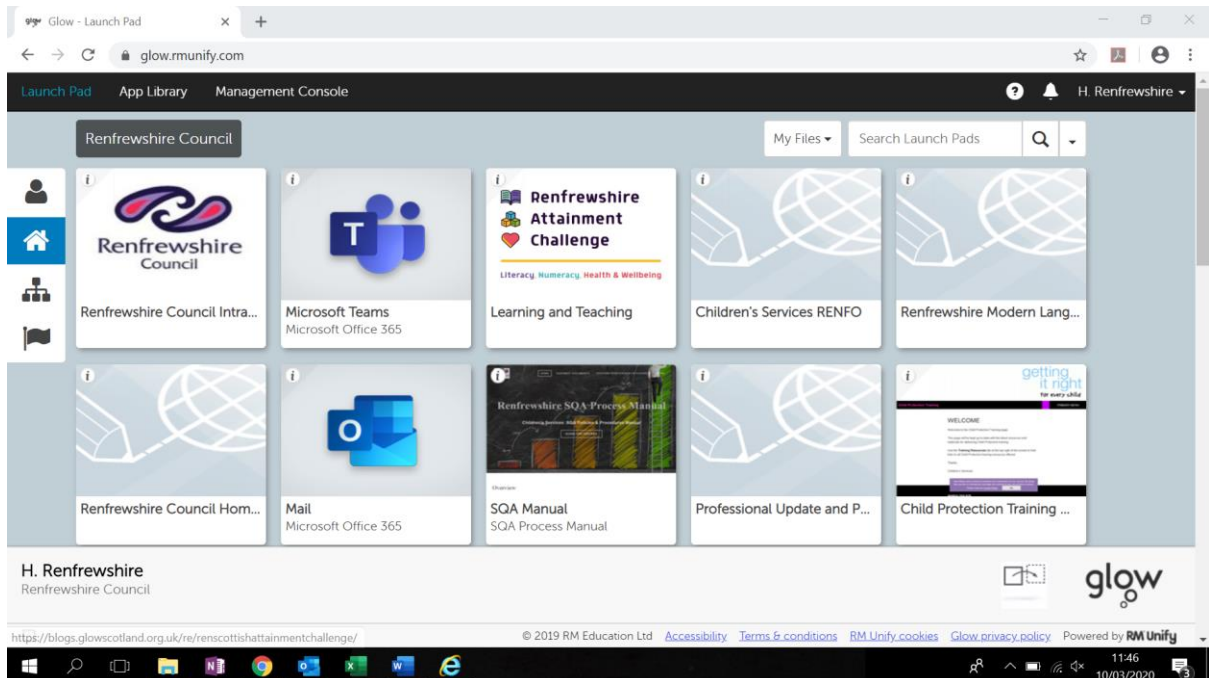 glow Glow - Launch Pad
glow.rmunify.com
Launch Pad App Library Management Console H. Renfrewshire
Renfrewshire Council My Files Search Launch Pads
Renfrewshire
Council
Renfrewshire Council Intra...
T
Microsoft Teams
Microsoft Office 365
Renfrewshire
Attainment
Challenge
Literacy, Numeracy, Health & Wellbeing
Learning and Teaching
Children's Services RENFO
Renfrewshire Modern Lang...
Renfrewshire Council Hom...
O
Mail
Microsoft Office 365
Renfrewshire SQA Process Manual
Overview
SQA Manual
SQA Process Manual
Professional Update and P...
getting
it right
for every child
WELCOME
Child Protection Training ...
H. Renfrewshire
Renfrewshire Council
glow
https://blogs.glowscotland.org.uk/re/renscottishattainmentchallenge/
© 2019 RM Education Ltd Accessibility Terms & conditions RM Unify cookies Glow privacy policy Powered by RM Unify
11:46
10/03/2020